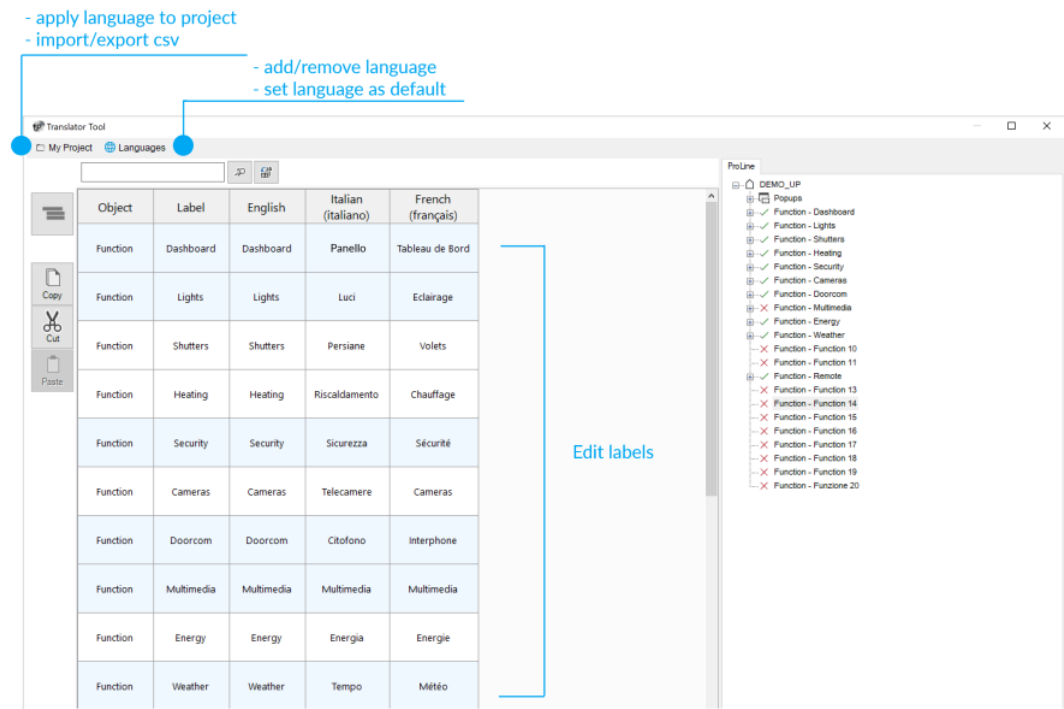 - apply language to project
- import/export csv
- add/remove language
- set language as default
Translator Tool
My Project Languages
ProLine
Object Label English Italian (italiano) French (français)
Function Dashboard Dashboard Panello Tableau de Bord
Function Lights Lights Luci Eclairage
Function Shutters Shutters Persiane Volets
Function Heating Heating Riscaldamento Chauffage
Function Security Security Sicurezza Sécurité
Function Cameras Cameras Telecamere Cameras
Function Doorcom Doorcom Citofono Interphone
Function Multimedia Multimedia Multimedia Multimedia
Function Energy Energy Energia Energie
Function Weather Weather Tempo Météo
Copy
Cut
Paste
Edit labels
DEMO_UP
Popups
Function - Dashboard
Function - Lights
Function - Shutters
Function - Heating
Function - Security
Function - Cameras
Function - Doorcom
Function - Multimedia
Function - Energy
Function - Weather
Function - Function 10
Function - Function 11
Function - Remote
Function - Function 13
Function - Function 14
Function - Function 15
Function - Function 16
Function - Function 17
Function - Function 18
Function - Function 19
Function - Funzione 20